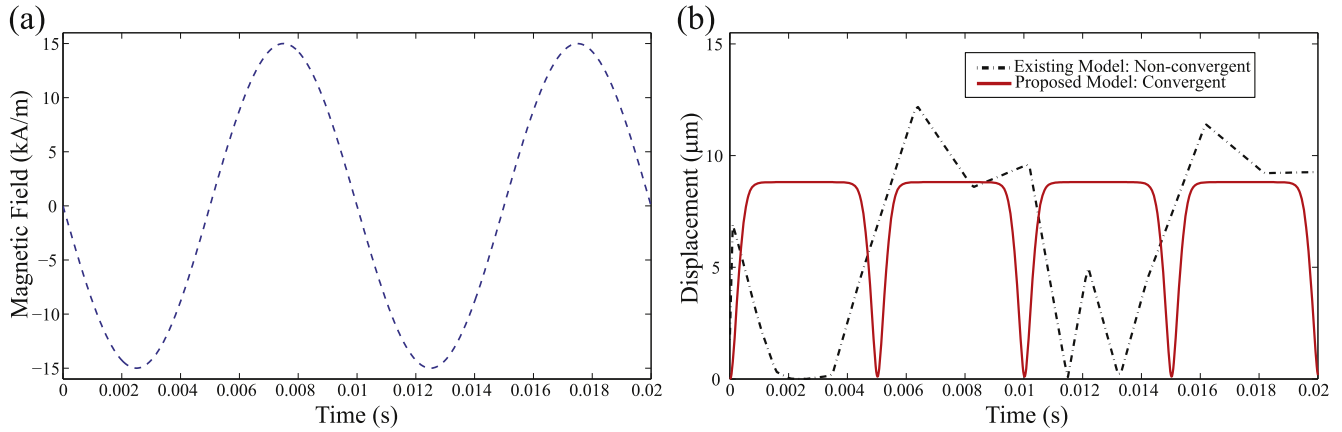 (a)
15
10
5
0
−5
−10
−15
Magnetic Field (kA/m)
0 0.002 0.004 0.006 0.008 0.01 0.012 0.014 0.016 0.018 0.02
Time (s)
(b)
15
10
5
0
Displacement (μm)
Existing Model: Non-convergent
Proposed Model: Convergent
0 0.002 0.004 0.006 0.008 0.01 0.012 0.014 0.016 0.018 0.02
Time (s)